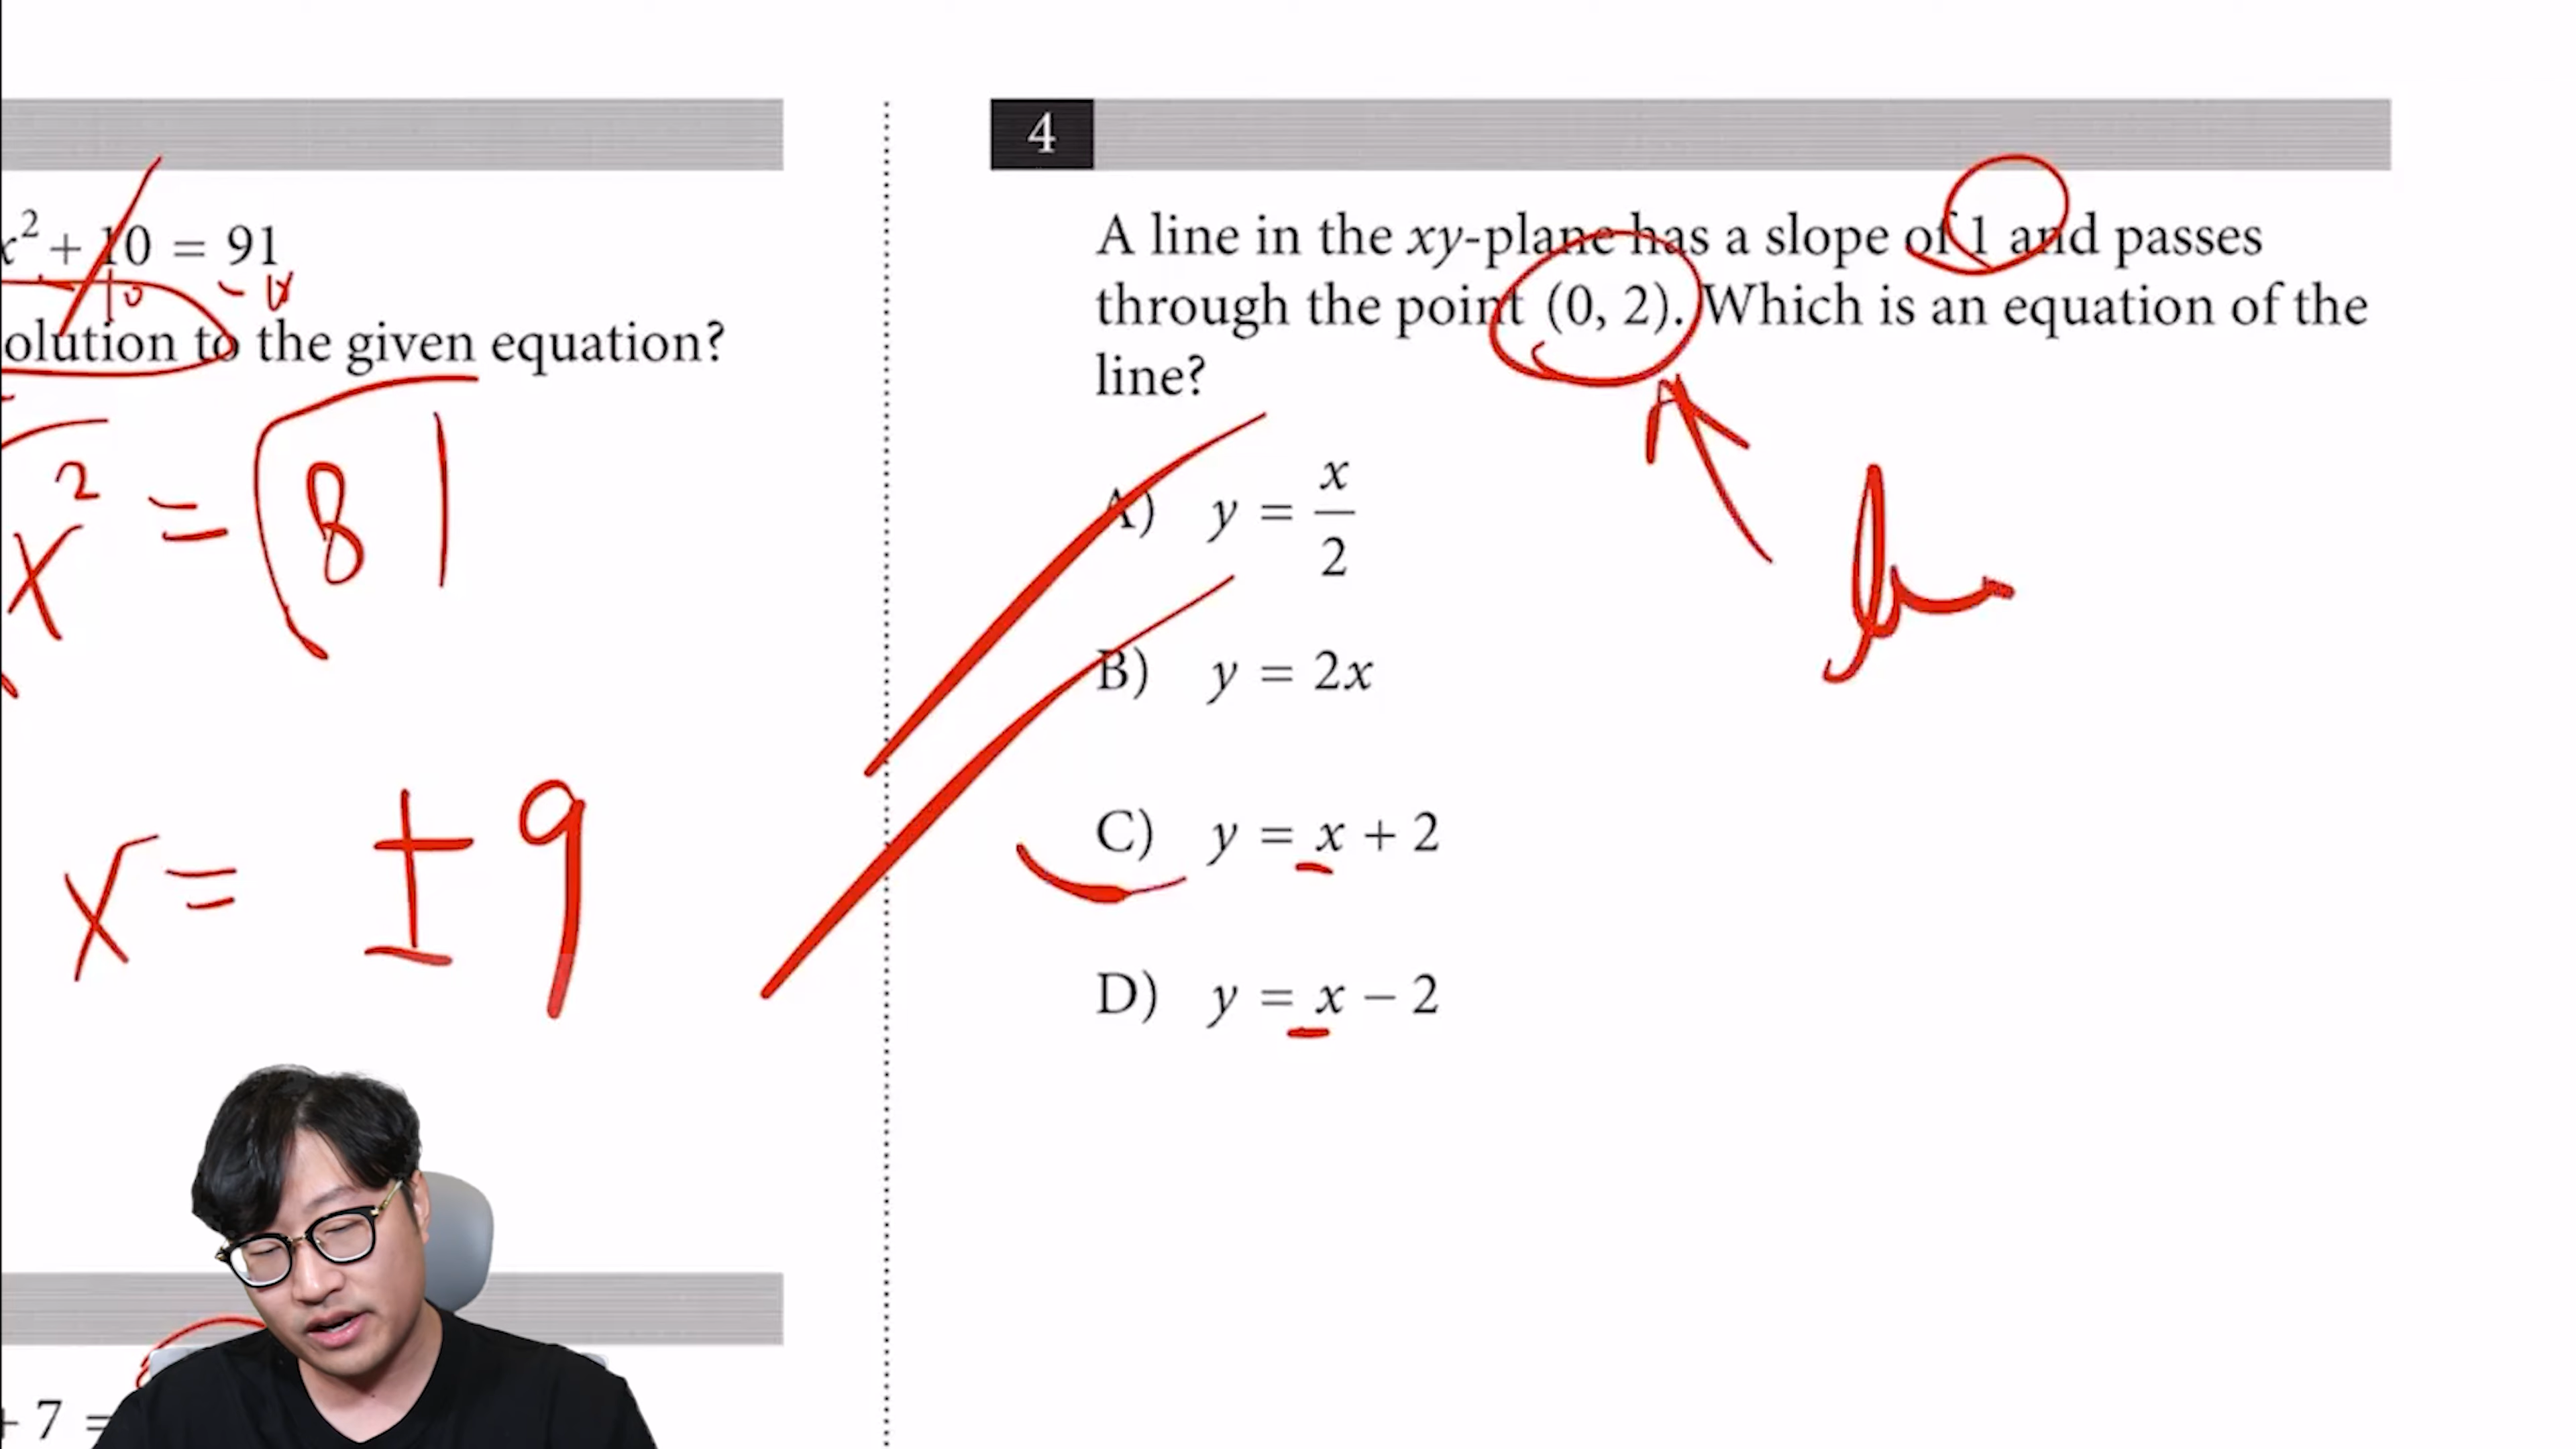 x² + 10 = 91
10 - 10
olution to the given equation?
x² = 81
x = ± 9
+ 7 =
4
A line in the xy-plane has a slope of 1 and passes
through the point (0, 2). Which is an equation of the
line?
b
A) y = x/2
B) y = 2x
C) y = x + 2
D) y = x − 2